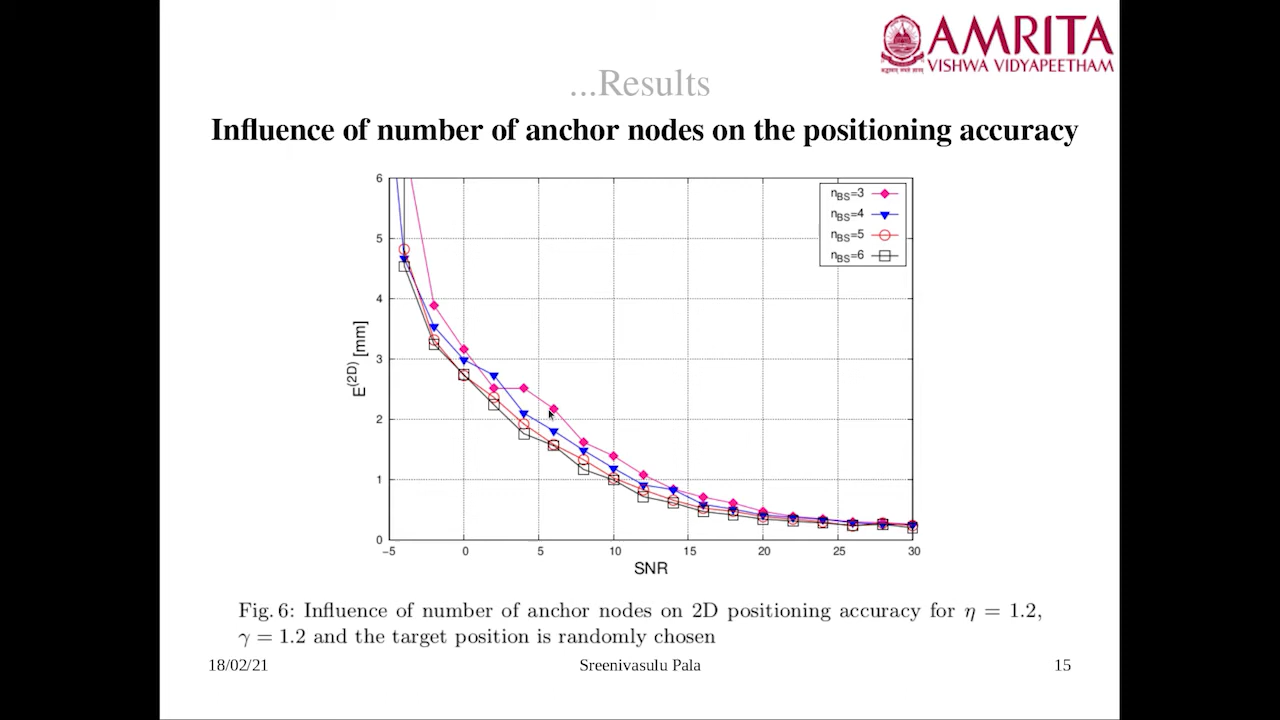 AMRITA
VISHWA VIDYAPEETHAM
...Results
Influence of number of anchor nodes on the positioning accuracy
6
5
4
3
2
1
0
E(2D) [mm]
nBS=3
nBS=4
nBS=5
nBS=6
−5 0 5 10 15 20 25 30
SNR
Fig. 6: Influence of number of anchor nodes on 2D positioning accuracy for η = 1.2,
γ = 1.2 and the target position is randomly chosen
18/02/21 Sreenivasulu Pala 15